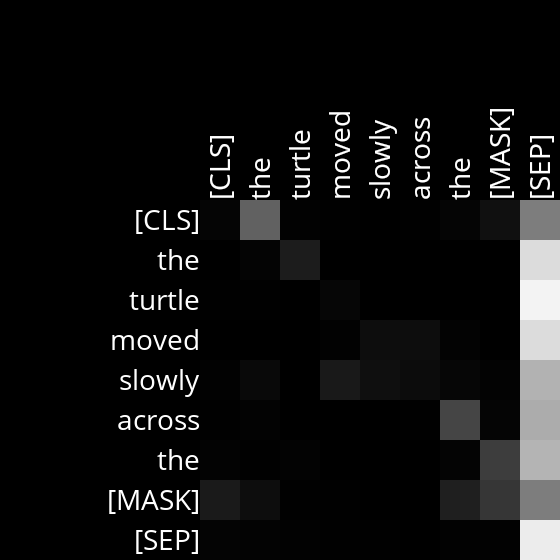 [CLS] the turtle moved slowly across the [MASK] [SEP]
[CLS]
the
turtle
moved
slowly
across
the
[MASK]
[SEP]